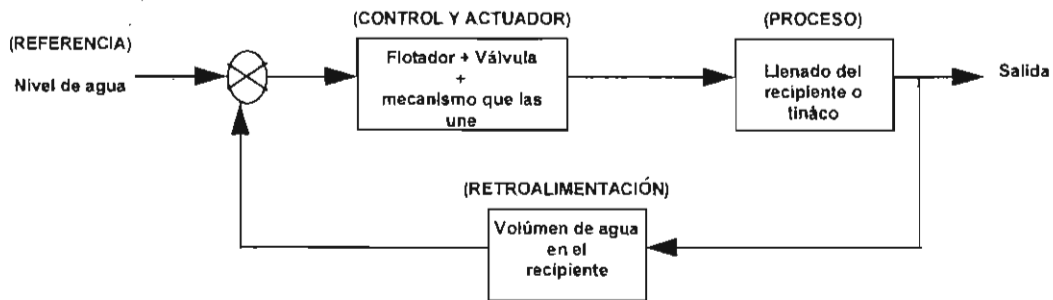 (CONTROL Y ACTUADOR)
(PROCESO)
(REFERENCIA)
Nivel de agua
Flotador + Válvula
+
mecanismo que las
une
Llenado del
recipiente o
tináco
Salida
(RETROALIMENTACIÓN)
Volúmen de agua
en el
recipiente